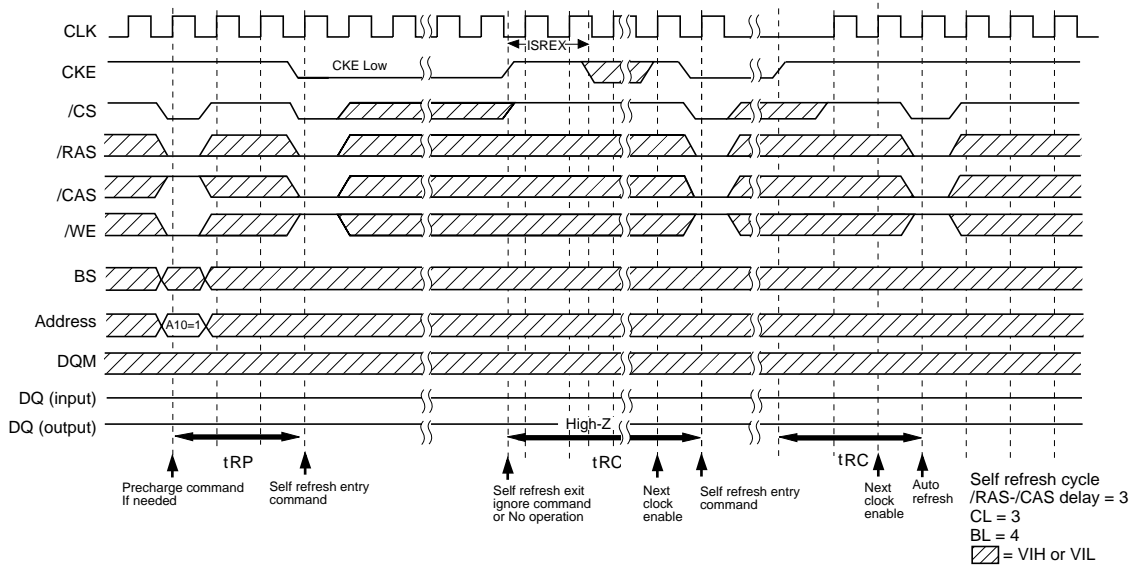 CLK
ISREX
CKE
CKE Low
/CS
/RAS
/CAS
/WE
BS
Address
A10=1
DQM
DQ (input)
DQ (output)
High-Z
tRP
tRC
tRC
Precharge command
If needed
Self refresh entry
command
Self refresh exit
ignore command
or No operation
Next
clock
enable
Self refresh entry
command
Next
clock
enable
Auto
refresh
Self refresh cycle
/RAS-/CAS delay = 3
CL = 3
BL = 4
= VIH or VIL